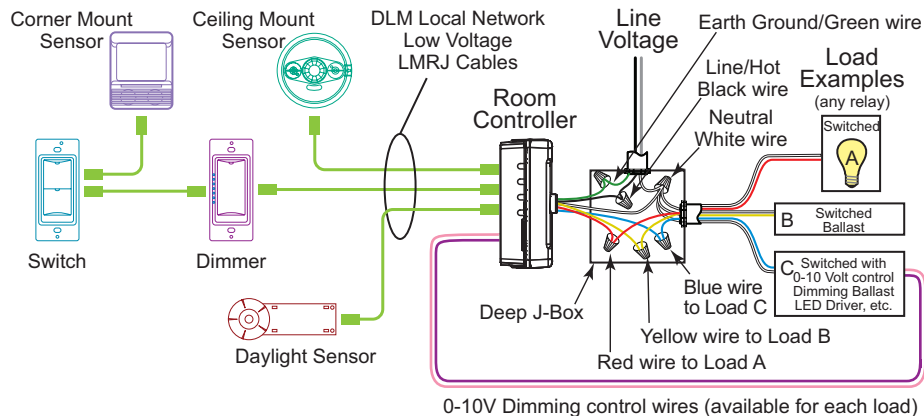 Corner Mount
Sensor
Ceiling Mount
Sensor
DLM Local Network
Low Voltage
LMRJ Cables
Line
Voltage
Earth Ground/Green wire
Line/Hot
Black wire
Neutral
White wire
Load
Examples
(any relay)
Switched
A
Room
Controller
B
Switched
Ballast
C
Switched with
0-10 Volt control
Dimming Ballast
LED Driver, etc.
Switch
Dimmer
Daylight Sensor
Deep J-Box
Blue wire
to Load C
Yellow wire to Load B
Red wire to Load A
0-10V Dimming control wires (available for each load)